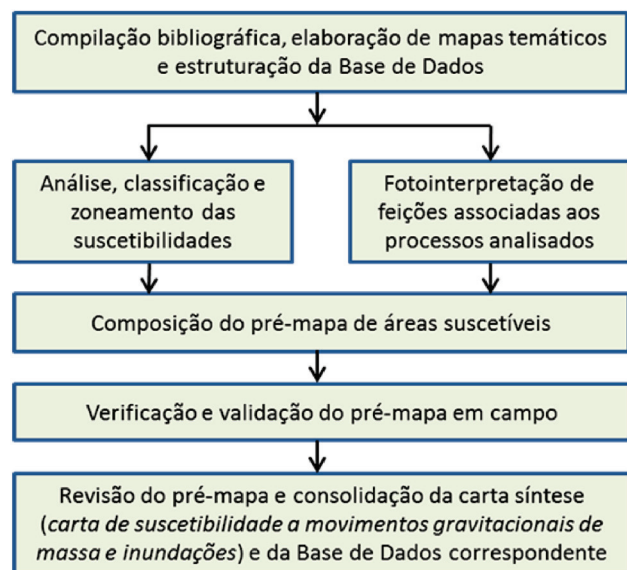 Compilação bibliográfica, elaboração de mapas temáticos
e estruturação da Base de Dados
Análise, classificação e
zoneamento das
suscetibilidades
Fotointerpretação de
feições associadas aos
processos analisados
Composição do pré-mapa de áreas suscetíveis
Verificação e validação do pré-mapa em campo
Revisão do pré-mapa e consolidação da carta síntese
(carta de suscetibilidade a movimentos gravitacionais de
massa e inundações) e da Base de Dados correspondente